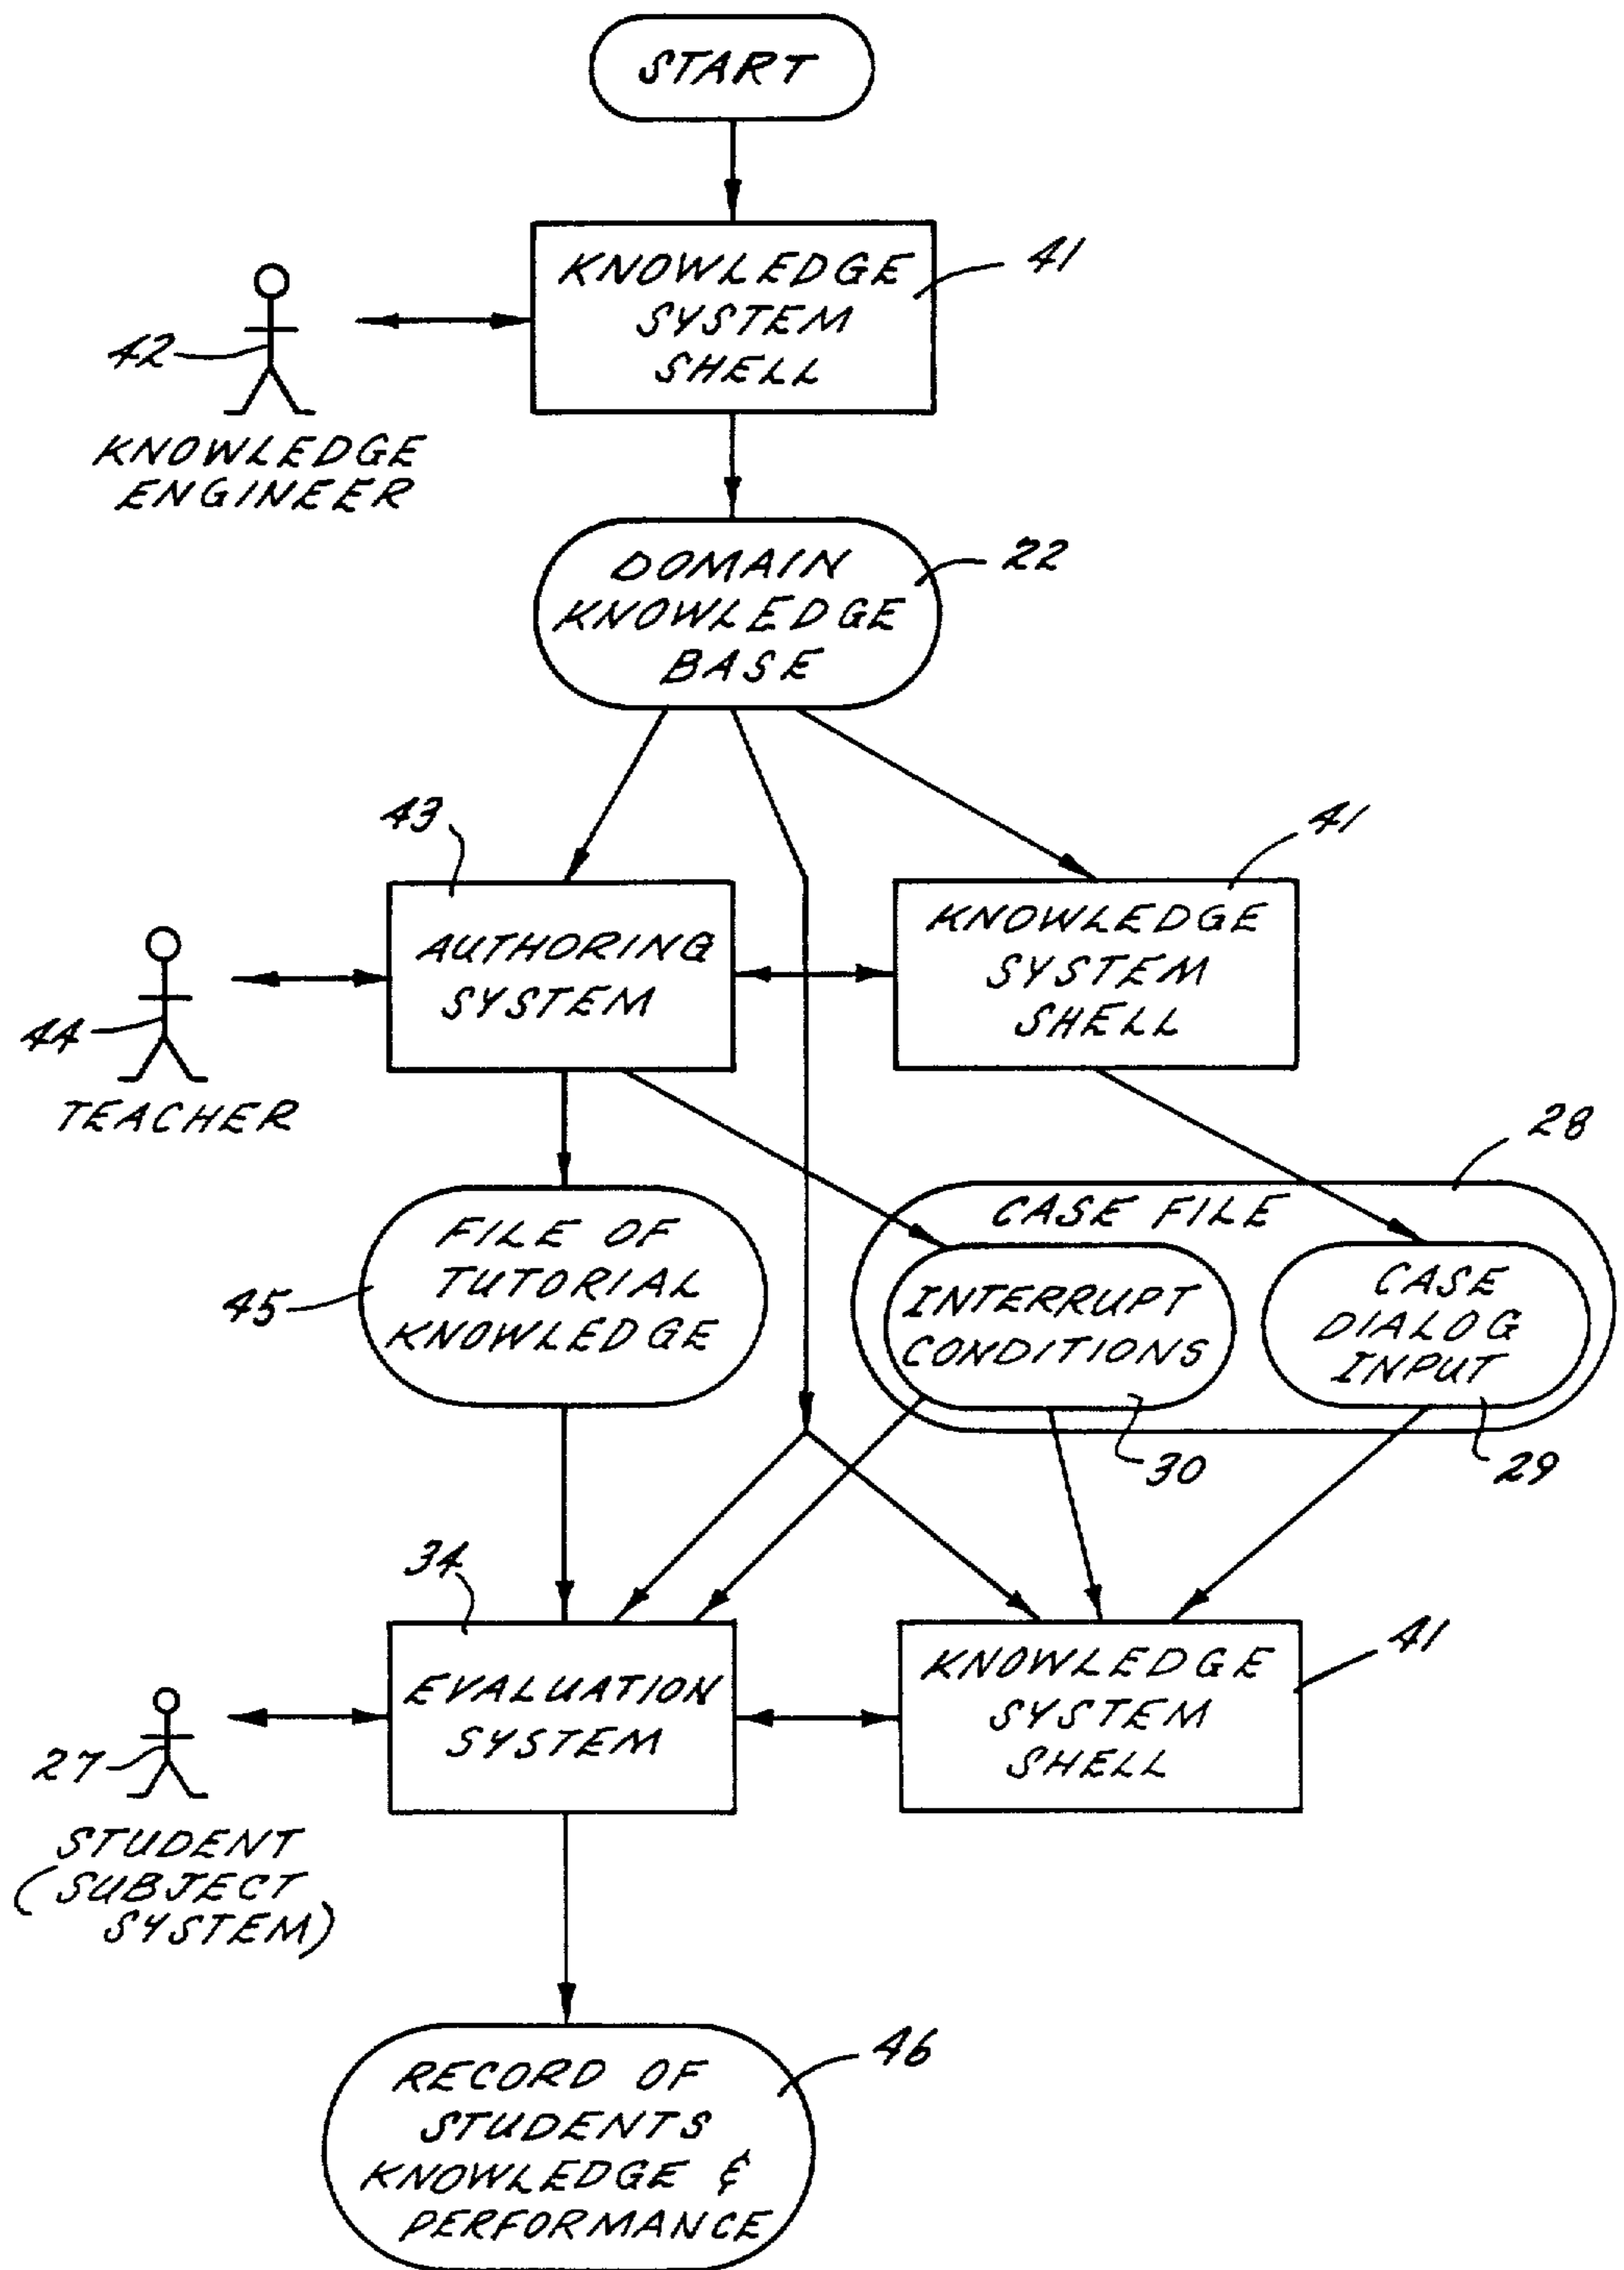 START
KNOWLEDGE
SYSTEM
SHELL
41
42
KNOWLEDGE
ENGINEER
DOMAIN
KNOWLEDGE
BASE
22
43
AUTHORING
SYSTEM
41
KNOWLEDGE
SYSTEM
SHELL
44
TEACHER
28
CASE FILE
FILE OF
TUTORIAL
KNOWLEDGE
45
INTERRUPT
CONDITIONS
30
CASE
DIALOG
INPUT
29
34
EVALUATION
SYSTEM
KNOWLEDGE
SYSTEM
SHELL
41
27
STUDENT
(SUBJECT
SYSTEM)
RECORD OF
STUDENTS
KNOWLEDGE &
PERFORMANCE
46